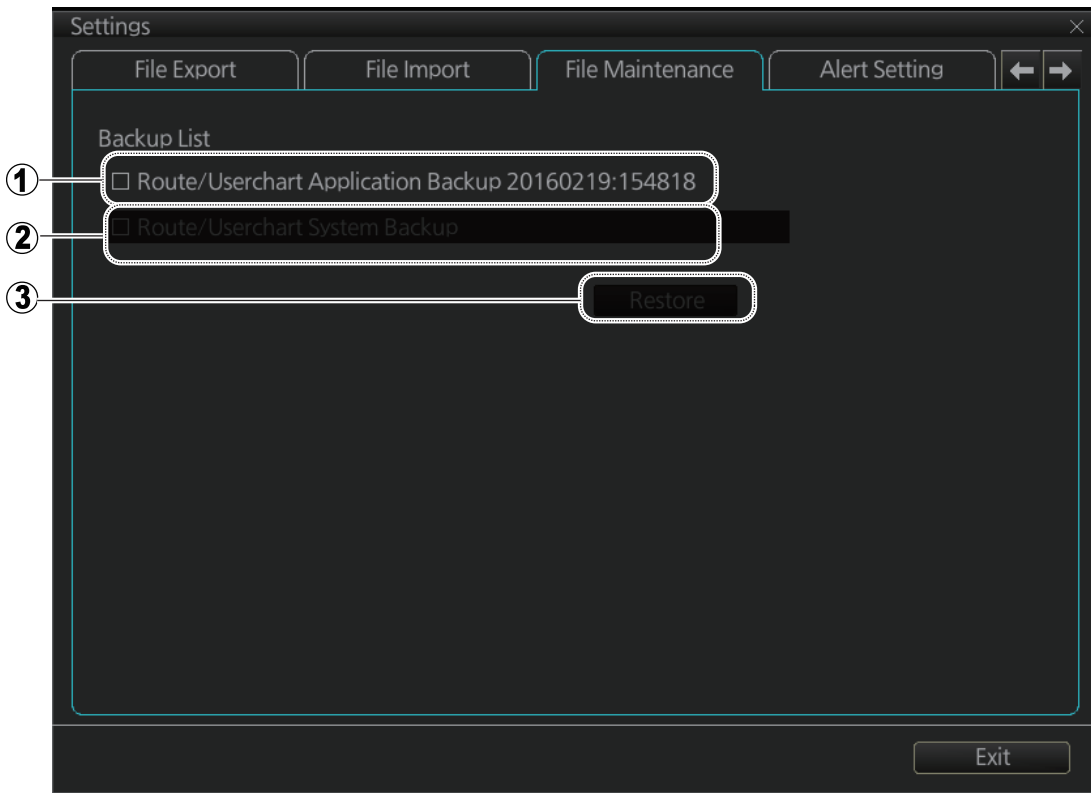 Settings
File Export File Import File Maintenance Alert Setting
Backup List
1 Route/Userchart Application Backup 20160219:154818
2 Route/Userchart System Backup
3 Restore
Exit